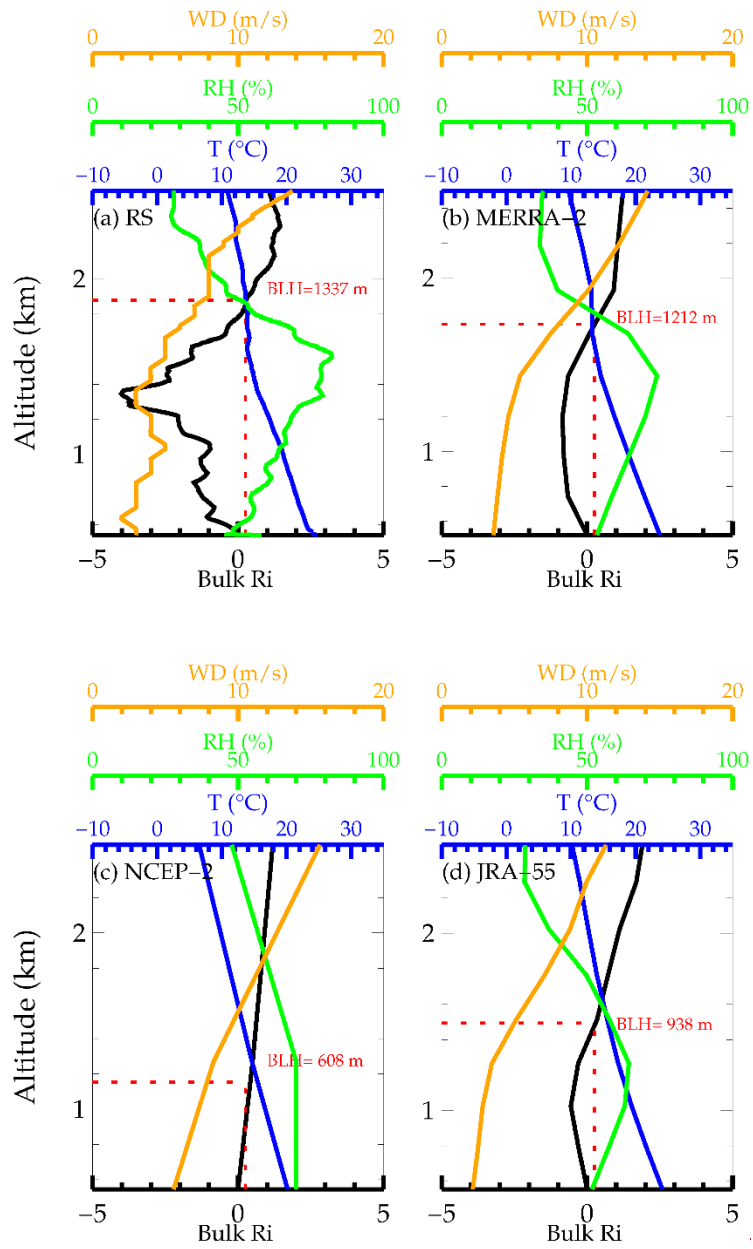 WD (m/s) WD (m/s)
0 10 20 0 10 20
RH (%) RH (%)
0 50 100 0 50 100
T (°C) T (°C)
−10 0 10 20 30 −10 0 10 20 30
(a) RS (b) MERRA−2
BLH=1337 m
BLH=1212 m
Altitude (km)
2
1
−5 0 5 −5 0 5
Bulk Ri Bulk Ri
WD (m/s) WD (m/s)
0 10 20 0 10 20
RH (%) RH (%)
0 50 100 0 50 100
T (°C) T (°C)
−10 0 10 20 30 −10 0 10 20 30
(c) NCEP−2 (d) JRA−55
BLH= 608 m
BLH= 938 m
Altitude (km)
2 2
1 1
−5 0 5 −5 0 5
Bulk Ri Bulk Ri